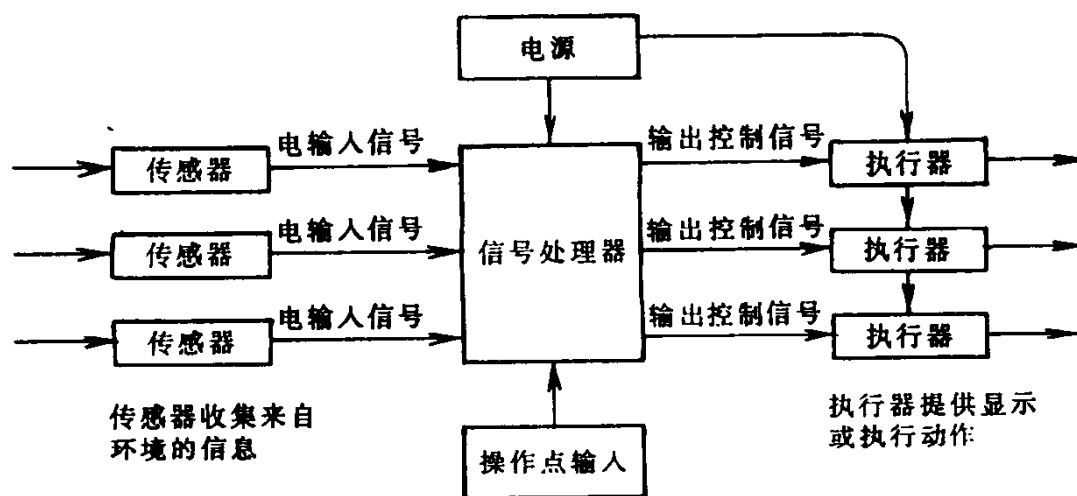 电源
电输入信号
输出控制信号
传感器
执行器
电输入信号
输出控制信号
传感器
信号处理器
执行器
电输入信号
输出控制信号
传感器
执行器
传感器收集来自
环境的信息
执行器提供显示
或执行动作
操作点输入